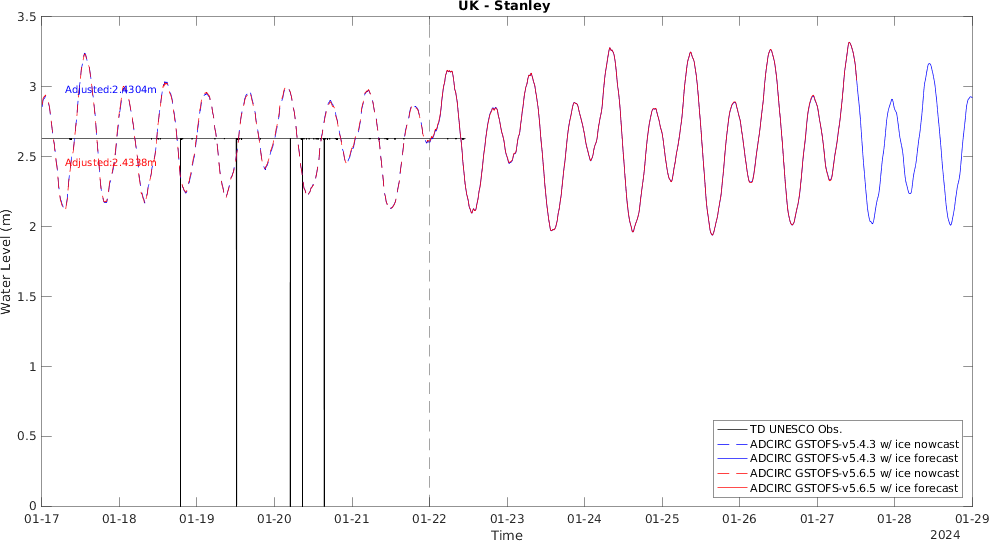 UK - Stanley
3.5
3
2.5
2
1.5
1
0.5
0
Water Level (m)
Adjusted:2.4304m
Adjusted:2.4338m
TD UNESCO Obs.
ADCIRC GSTOFS-v5.4.3 w/ ice nowcast
ADCIRC GSTOFS-v5.4.3 w/ ice forecast
ADCIRC GSTOFS-v5.6.5 w/ ice nowcast
ADCIRC GSTOFS-v5.6.5 w/ ice forecast
01-17 01-18 01-19 01-20 01-21 01-22 01-23 01-24 01-25 01-26 01-27 01-28 01-29
Time
2024